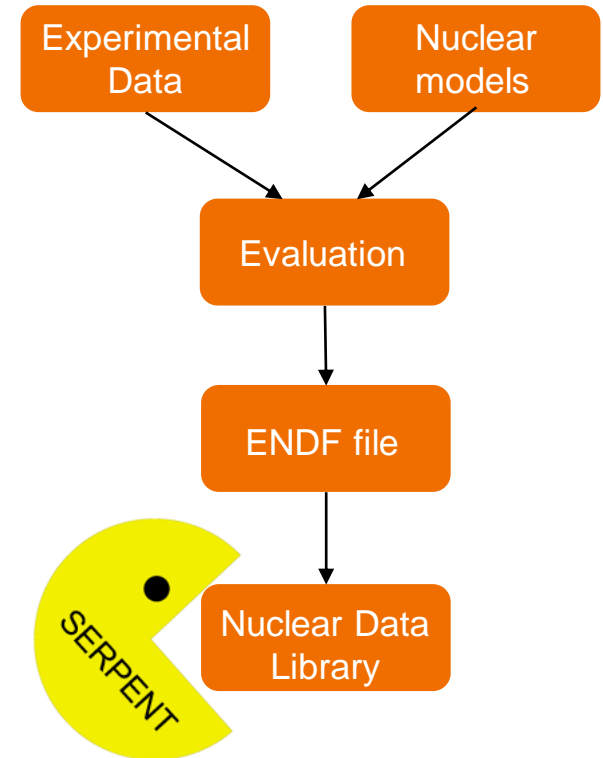 Experimental
Data
Nuclear
models
Evaluation
ENDF file
Nuclear Data
Library
SERPENT